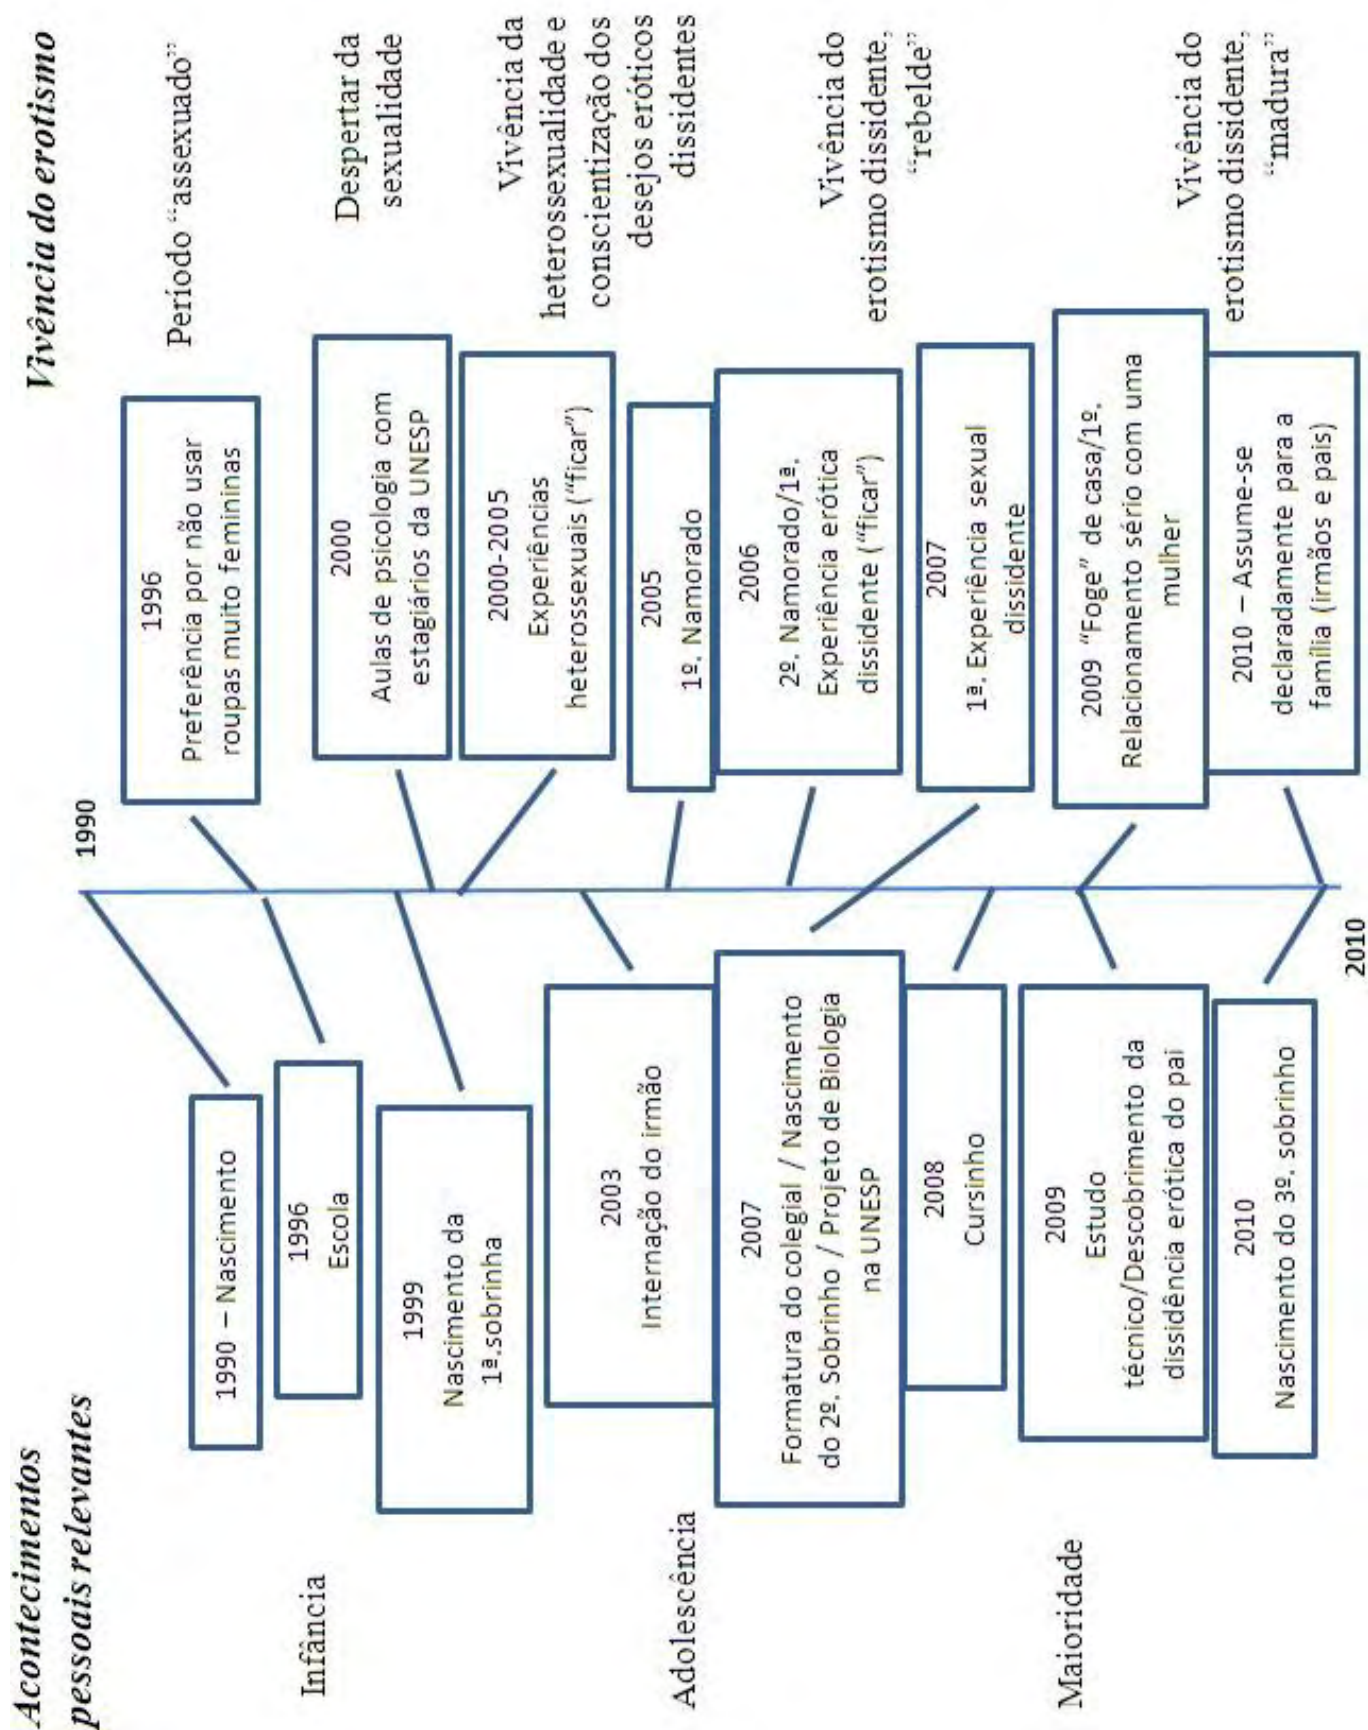 Acontecimentos
pessoais relevantes
Vivência do erotismo
1990
Infância
1990 – Nascimento
1996
Escola
1999
Nascimento da
1ª.sobrinha
Adolescência
2003
Internação do irmão
2007
Formatura do colegial / Nascimento
do 2º. Sobrinho / Projeto de Biologia
na UNESP
2008
Cursinho
Maioridade
2009
Estudo
técnico/Descobrimento da
dissidência erótica do pai
2010
Nascimento do 3º. sobrinho
1996
Preferência por não usar
roupas muito femininas
2000
Aulas de psicologia com
estagiários da UNESP
2000-2005
Experiências
heterossexuais (“ficar”)
2005
1º. Namorado
2006
2º. Namorado/1ª.
Experiência erótica
dissidente (“ficar”)
2007
1ª. Experiência sexual
dissidente
2009 “Foge” de casa/1º.
Relacionamento sério com uma
mulher
2010 – Assume-se
declaradamente para a
família (irmãos e pais)
Período “assexuado”
Despertar da
sexualidade
Vivência da
heterossexualidade e
conscientização dos
desejos eróticos
dissidentes
Vivência do
erotismo dissidente,
“rebelde”
Vivência do
erotismo dissidente,
“madura”
2010